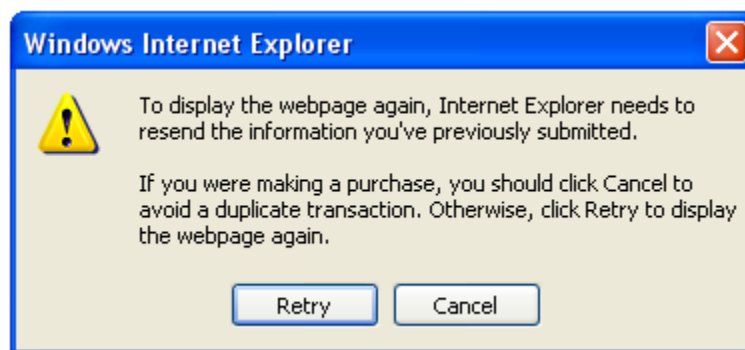 Windows Internet Explorer
To display the webpage again, Internet Explorer needs to
resend the information you've previously submitted.
If you were making a purchase, you should click Cancel to
avoid a duplicate transaction. Otherwise, click Retry to display
the webpage again.
Retry
Cancel